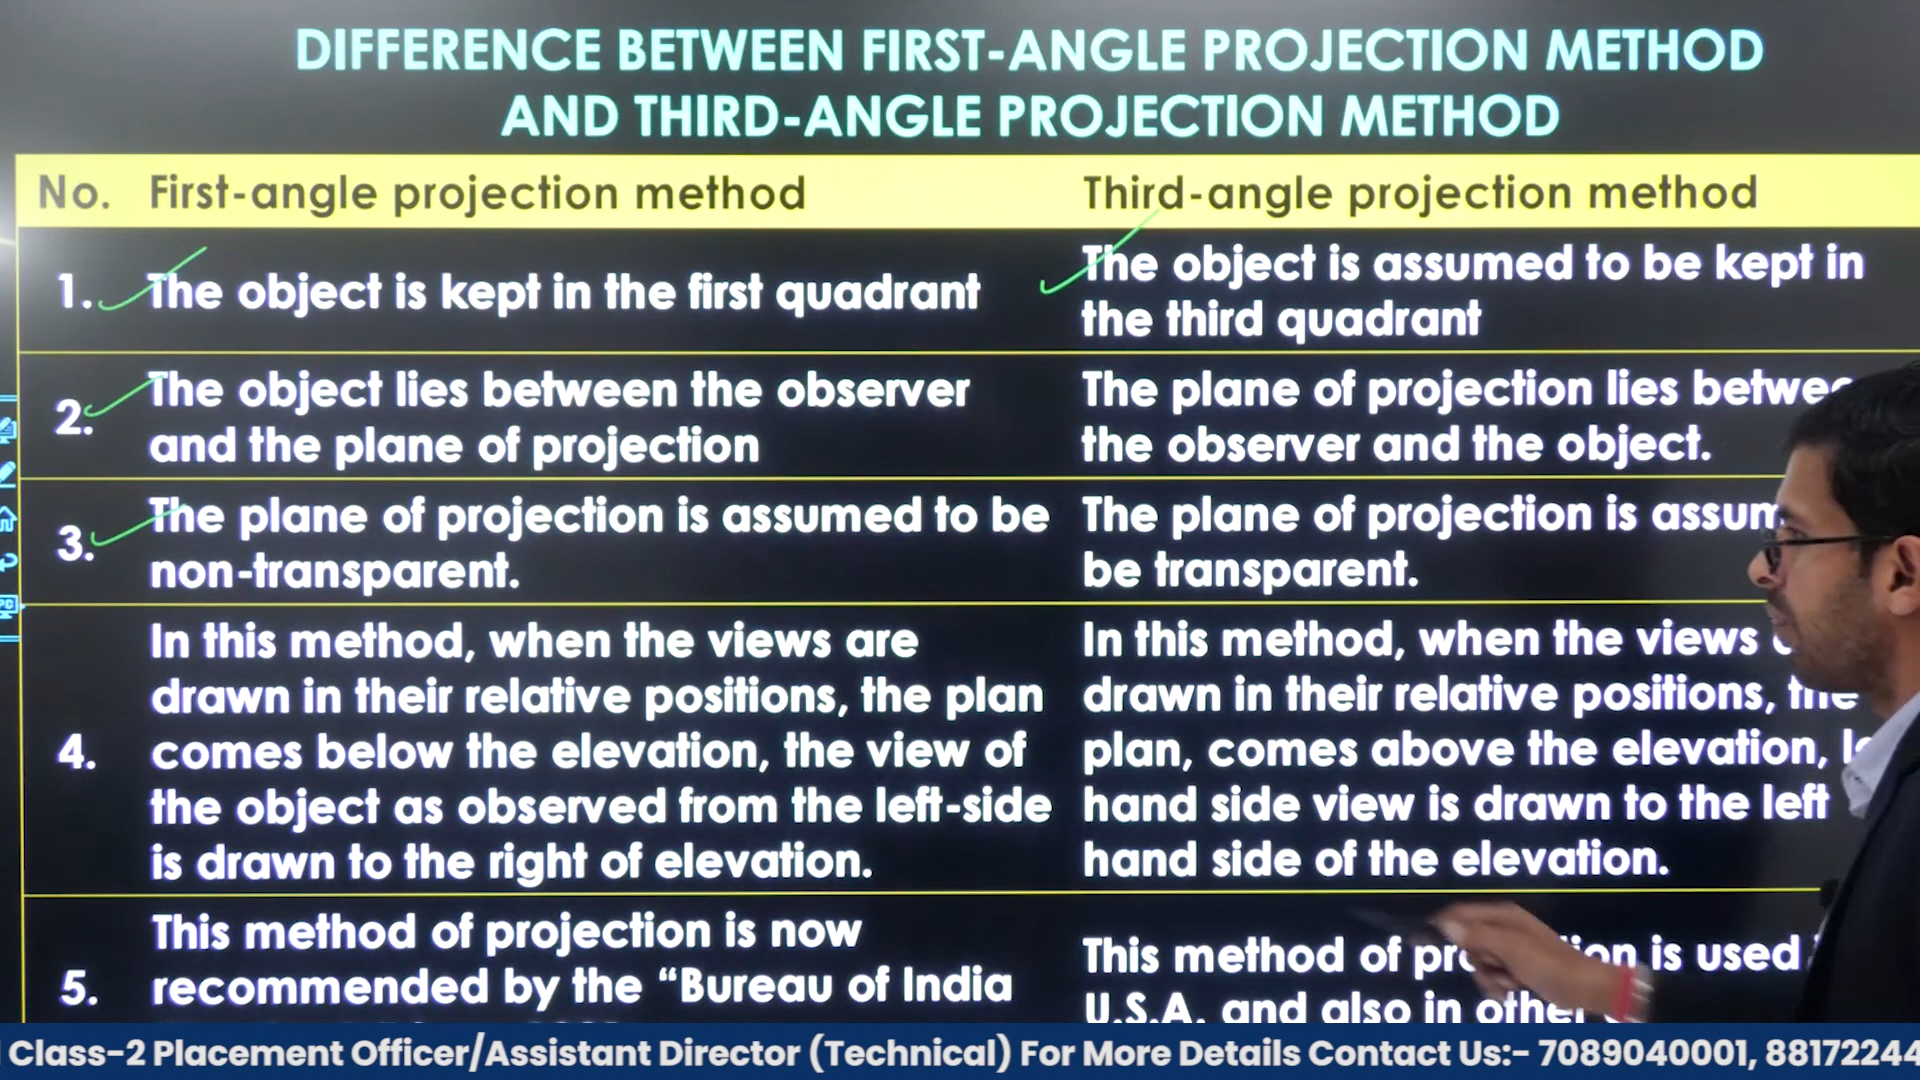 DIFFERENCE BETWEEN FIRST-ANGLE PROJECTION METHOD
AND THIRD-ANGLE PROJECTION METHOD
No. First-angle projection method Third-angle projection method
1. The object is kept in the first quadrant
The object is assumed to be kept in
the third quadrant
2. The object lies between the observer
and the plane of projection
The plane of projection lies
the observer and the object.
3. The plane of projection is assumed to be
non-transparent.
The plane of projection is
be transparent.
4. In this method, when the views are
drawn in their relative positions, the plan
comes below the elevation, the view of
the object as observed from the left-side
is drawn to the right of elevation.
In this method, when the views
drawn in their relative positions, the
plan, comes above the elevation,
hand side view is drawn to the left
hand side of the elevation.
5. This method of projection is now
recommended by the “Bureau of India
This method of is used
U.S.A. and also in
Class-2 Placement Officer/Assistant Director (Technical) For More Details Contact Us:- 7089040001, 88172244